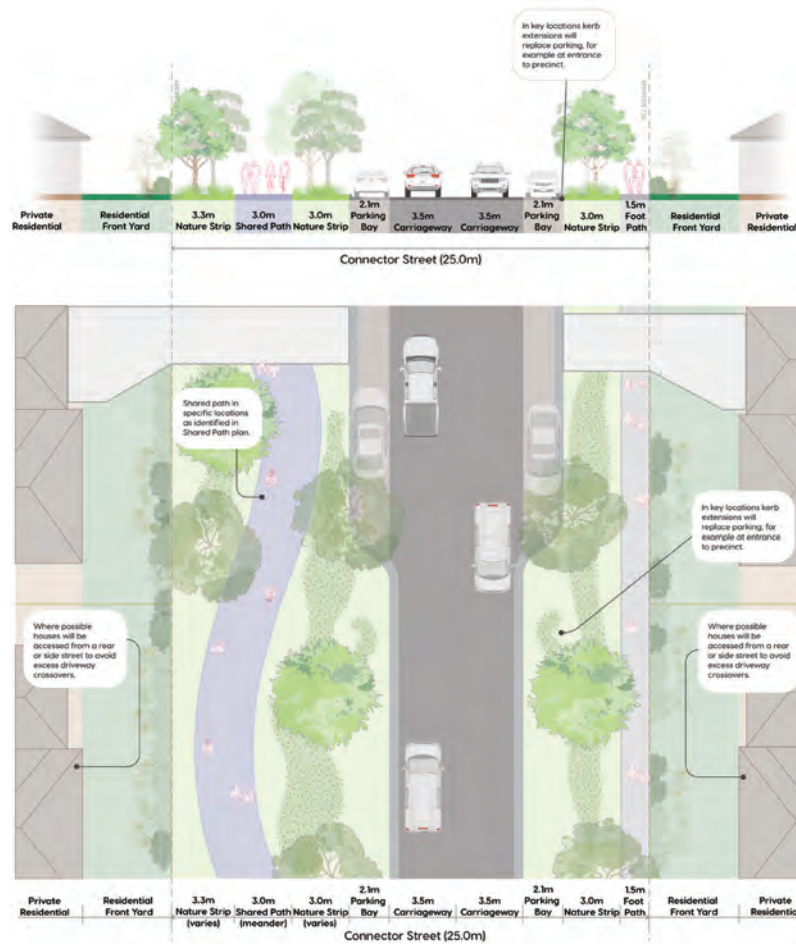 In key locations kerb
extensions will
replace parking, for
example at entrance
to precinct.
Private
Residential
Residential
Front Yard
3.3m
Nature Strip
3.0m
Shared Path
3.0m
Nature Strip
2.1m
Parking
Bay
3.5m
Carriageway
3.5m
Carriageway
2.1m
Parking
Bay
3.0m
Nature Strip
1.5m
Foot
Path
Residential
Front Yard
Private
Residential
Connector Street (25.0m)
Shared path in
specific locations
as identified in
Shared Path plan.
In key locations kerb
extensions will
replace parking, for
example at entrance
to precinct.
Where possible
houses will be
accessed from a rear
or side street to avoid
excess driveway
crossovers.
Where possible
houses will be
accessed from a rear
or side street to avoid
excess driveway
crossovers.
Private
Residential
Residential
Front Yard
3.3m
Nature Strip
(varies)
3.0m
Shared Path
(meander)
3.0m
Nature Strip
(varies)
2.1m
Parking
Bay
3.5m
Carriageway
3.5m
Carriageway
2.1m
Parking
Bay
3.0m
Nature Strip
1.5m
Foot
Path
Residential
Front Yard
Private
Residential
Connector Street (25.0m)